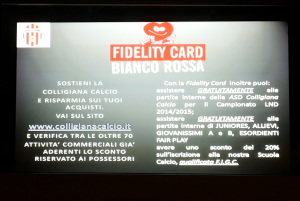 FIDELITY CARD
BIANCO ROSSA
SOSTIENI LA
COLLIGIANA CALCIO
E RISPARMIA SUI TUOI
ACQUISTI.
VAI SUL SITO
www.colligianacalcio.it
E VERIFICA TRA LE OLTRE 70
ATTIVITA' COMMERCIALI GIA'
ADERENTI LO SCONTO
RISERVATO AI POSSESSORI
Con la Fidelity Card inoltre puoi:
assistere GRATUITAMENTE alle
partite interne della ASD Colligiana
Calcio per il Campionato LND
2014/2015;
assistere GRATUITAMENTE alle
partite interne di JUNIORES, ALLIEVI,
GIOVANISSIMI A e B, ESORDIENTI
FAIR PLAY
avere uno sconto del 20%
sull'iscrizione alla nostra Scuola
Calcio, qualificata F.I.G.C.